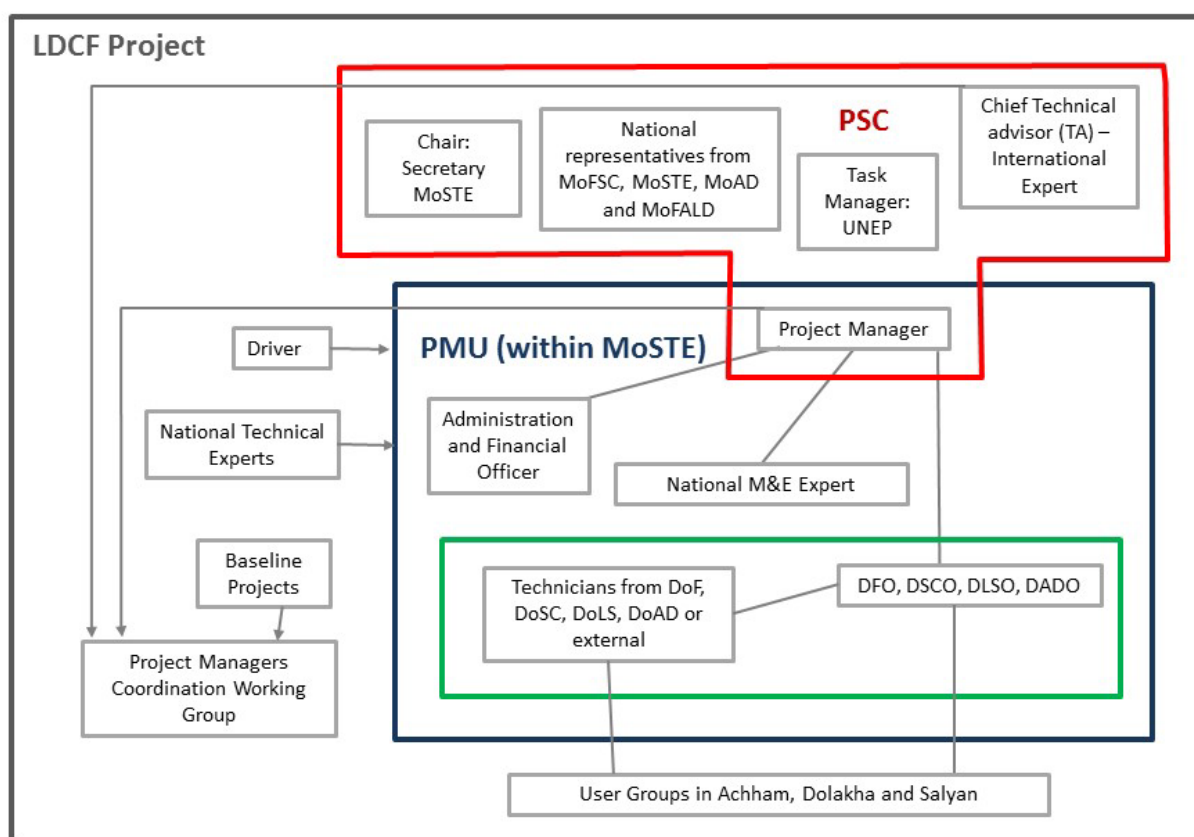 LDCF Project
PSC
Chair:
Secretary
MoSTE
National
representatives from
MoFSC, MoSTE, MoAD
and MoFALD
Task
Manager:
UNEP
Chief Technical
advisor (TA) –
International
Expert
PMU (within MoSTE)
Project Manager
Driver
National Technical
Experts
Administration
and Financial
Officer
National M&E Expert
Baseline
Projects
Technicians from DoF,
DoSC, DoLS, DoAD or
external
DFO, DSCO, DLSO, DADO
Project Managers
Coordination Working
Group
User Groups in Achham, Dolakha and Salyan